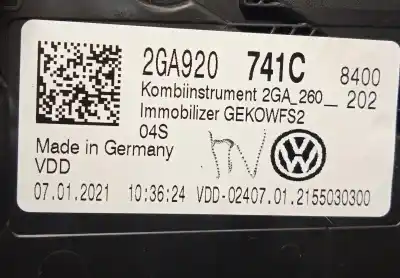 2GA920 741C 8400
Kombiinstrument 2GA_260__ 202
Immobilizer GEKOWFS2
04S
Made in Germany
VDD
07.01.2021 10:36:24 VDD-02407.01.2155030300